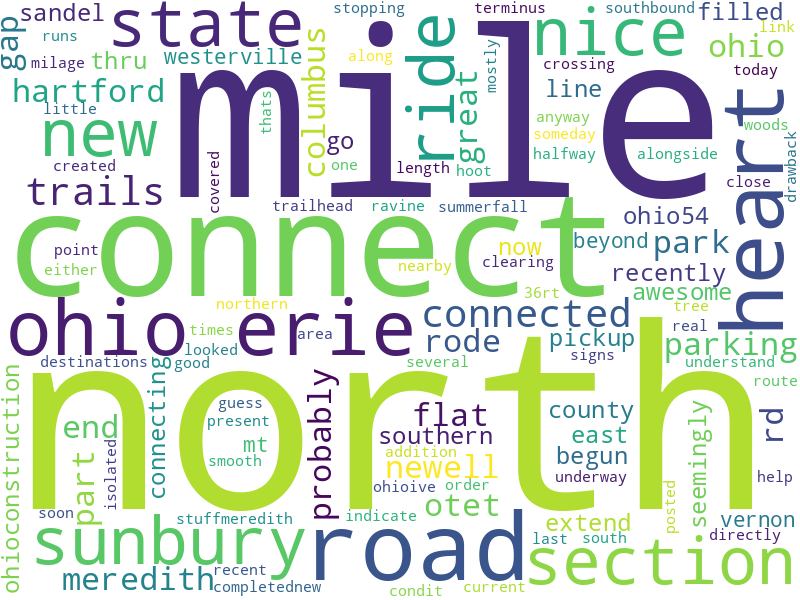 mile
north
connect
ohio
erie
road
heart
state
nice
new
ride
section
sunbury
sandel
gap
runs
milage
thru
westerville
hartford
little
created
trails
columbus
thats
covered
stopping
along
go
one
length
trailhead
ravine
summerfall
great
hoot
mostly
terminus
southbound
filled
link
ohio
crossing
line
today
anyway
someday
halfway
alongside
woods
close
drawback
ohio54
beyond
park
recently
awesome
now
clearing
nearby
36rt
point
either
northern
times
area
looked
good
destinations
connected
rode
pickup
signs
tree
real
parking
understand
route
several
flat
southern
addition
newell
ohioive
order
otet
indicate
county
east
begun
underway
extend
last
south
condit
current
seemingly
posted
rd
help
vernon
directly
probably
guess
present
mt
smooth
connecting
end
part
isolated
soon
ohioconstruction
stuffmeredith
meredith
recent
completednew